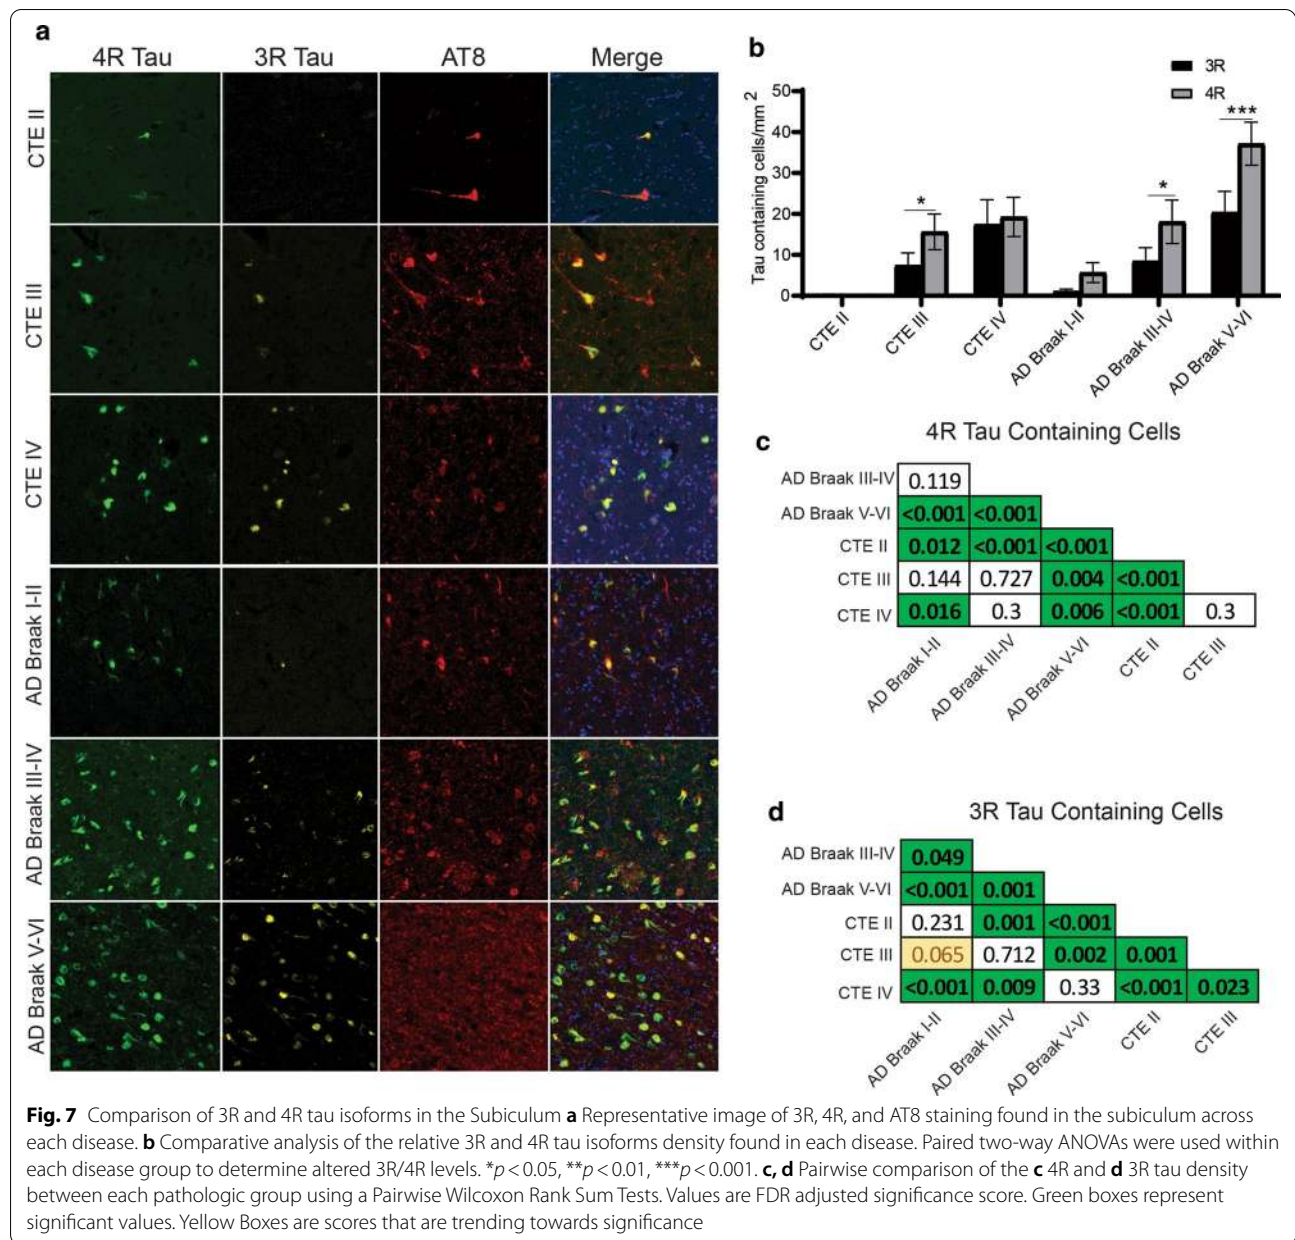 a
4R Tau 3R Tau AT8 Merge
CTE II
CTE III
CTE IV
AD Braak I-II
AD Braak III-IV
AD Braak V-VI
b
3R
4R
Tau containing cells/mm 2
50
40
30
20
10
0
* * ***
CTE II CTE III CTE IV AD Braak I-II AD Braak III-IV AD Braak V-VI
c
4R Tau Containing Cells
AD Braak III-IV 0.119
AD Braak V-VI <0.001 <0.001
CTE II 0.012 <0.001 <0.001
CTE III 0.144 0.727 0.004 <0.001
CTE IV 0.016 0.3 0.006 <0.001 0.3
AD Braak I-II AD Braak III-IV AD Braak V-VI CTE II CTE III
d
3R Tau Containing Cells
AD Braak III-IV 0.049
AD Braak V-VI <0.001 0.001
CTE II 0.231 0.001 <0.001
CTE III 0.065 0.712 0.002 0.001
CTE IV <0.001 0.009 0.33 <0.001 0.023
AD Braak I-II AD Braak III-IV AD Braak V-VI CTE II CTE III
Fig. 7 Comparison of 3R and 4R tau isoforms in the Subiculum a Representative image of 3R, 4R, and AT8 staining found in the subiculum across
each disease. b Comparative analysis of the relative 3R and 4R tau isoforms density found in each disease. Paired two-way ANOVAs were used within
each disease group to determine altered 3R/4R levels. *p < 0.05, **p < 0.01, ***p < 0.001. c, d Pairwise comparison of the c 4R and d 3R tau density
between each pathologic group using a Pairwise Wilcoxon Rank Sum Tests. Values are FDR adjusted significance score. Green boxes represent
significant values. Yellow Boxes are scores that are trending towards significance